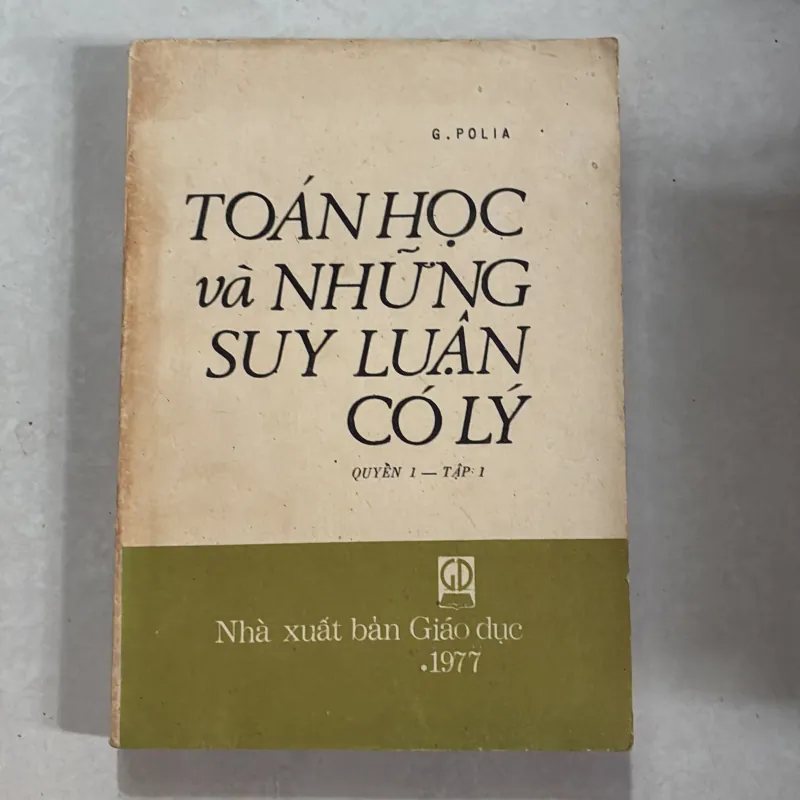 G. POLIA
TOÁN HỌC
và NHỮNG
SUY LUẬN
CÓ LÝ
QUYỀN 1 — TẬP 1
GD
Nhà xuất bản Giáo dục
.1977